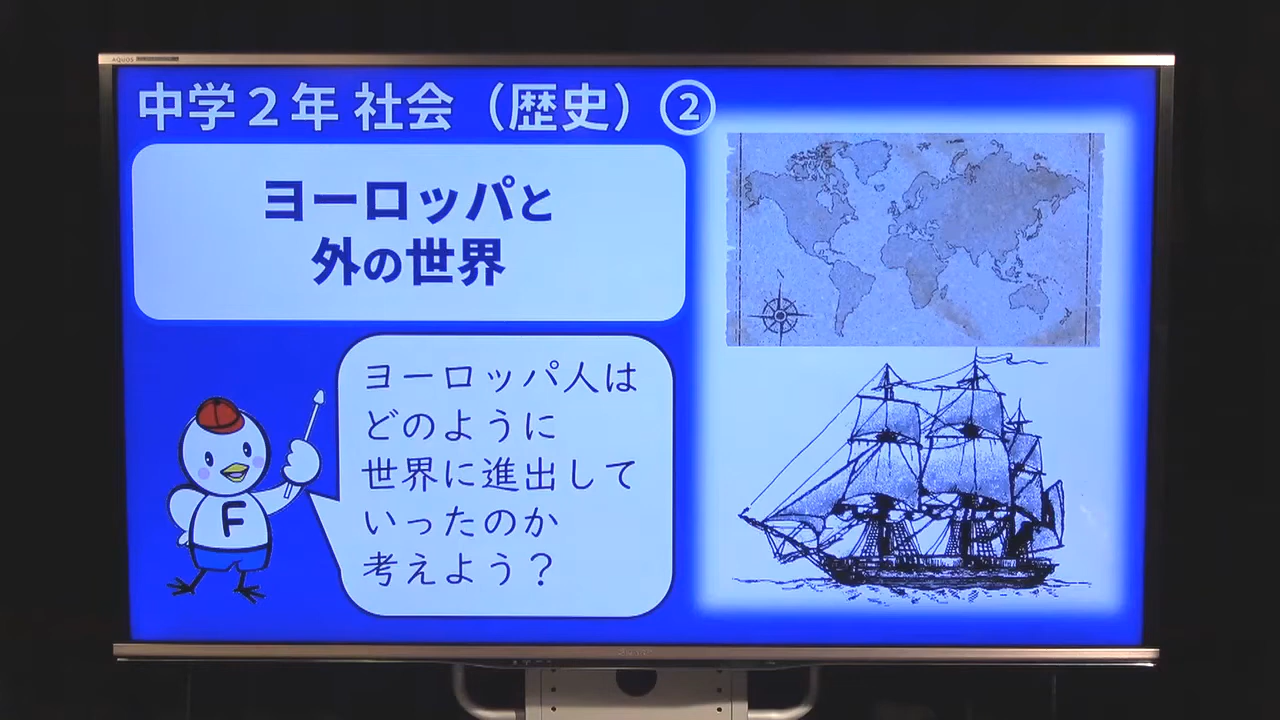 AQUOS
中学２年 社会（歴史）②
ヨーロッパと
外の世界
ヨーロッパ人は
どのように
世界に進出して
いったのか
考えよう？
F